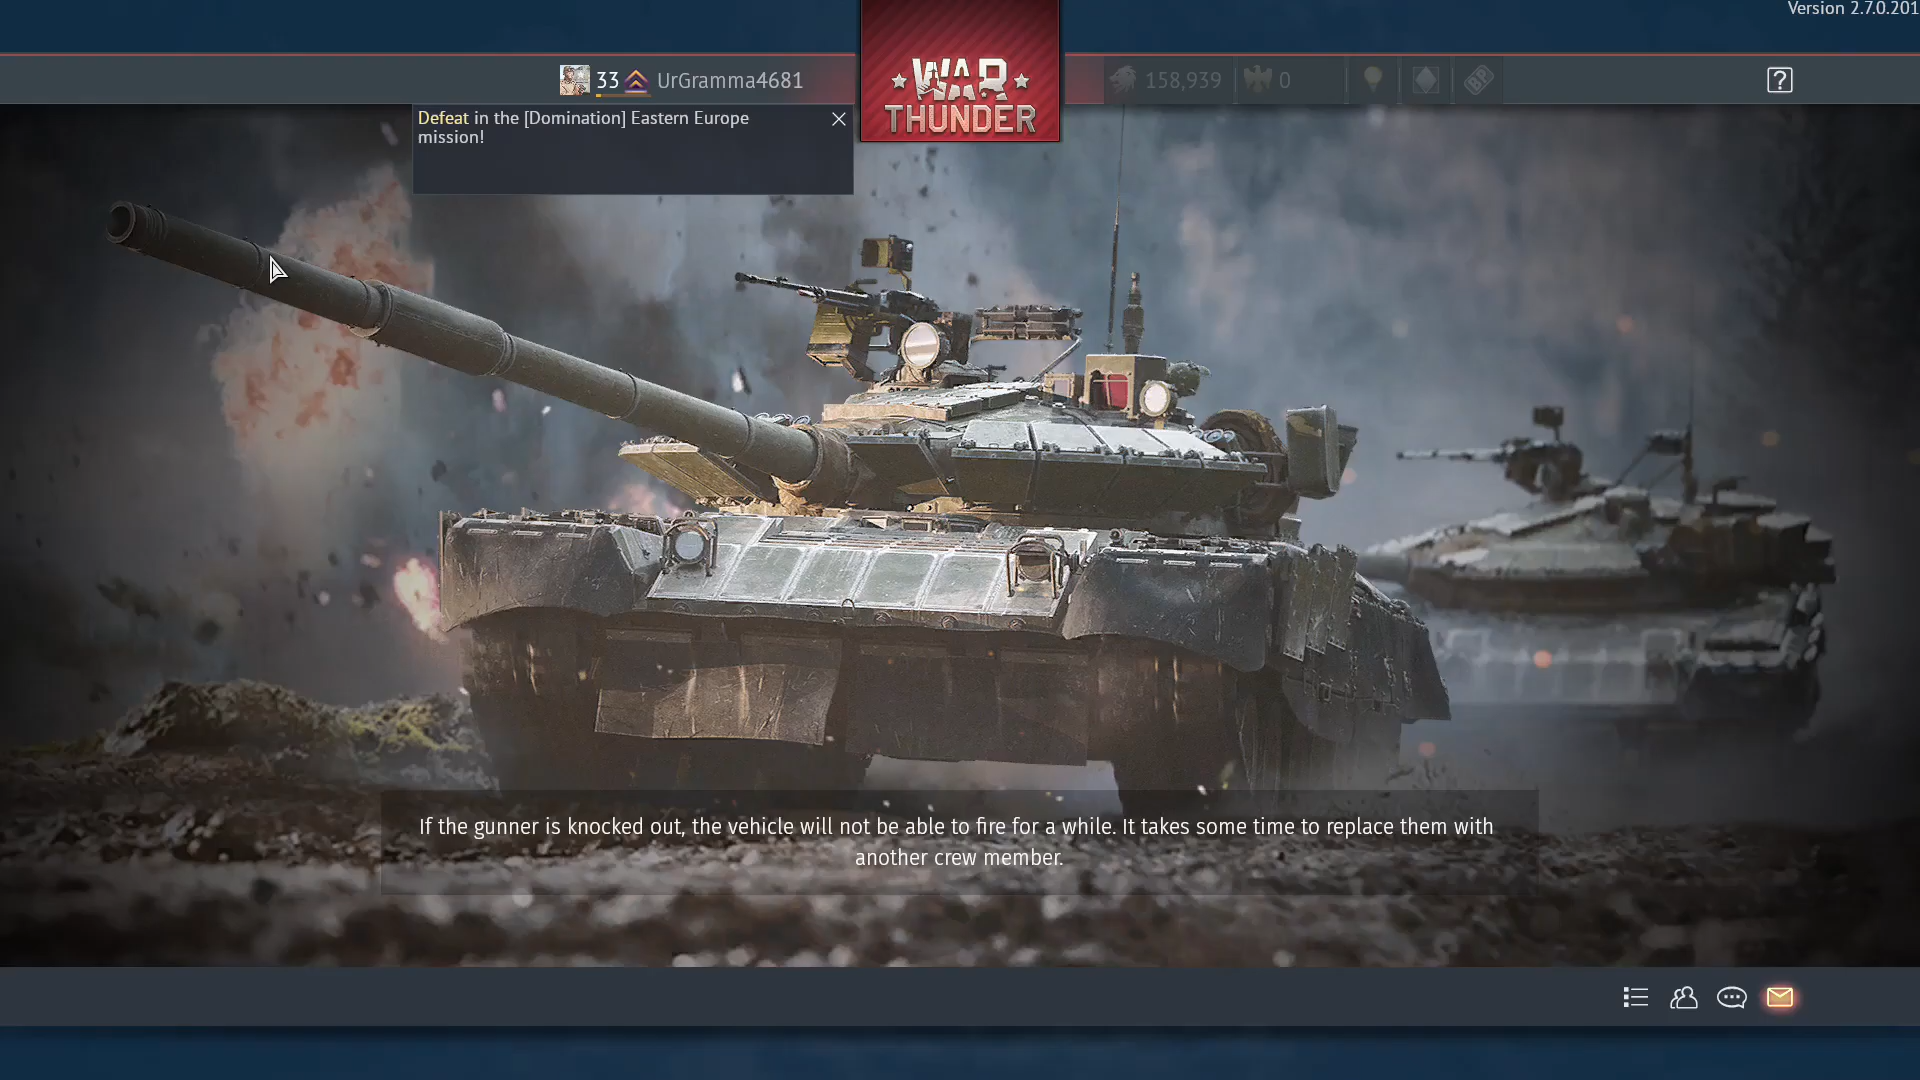 Version 2.7.0.201
33 UrGramma4681
WAR
THUNDER
158,939
0
BP
?
Defeat in the [Domination] Eastern Europe
mission!
If the gunner is knocked out, the vehicle will not be able to fire for a while. It takes some time to replace them with
another crew member.